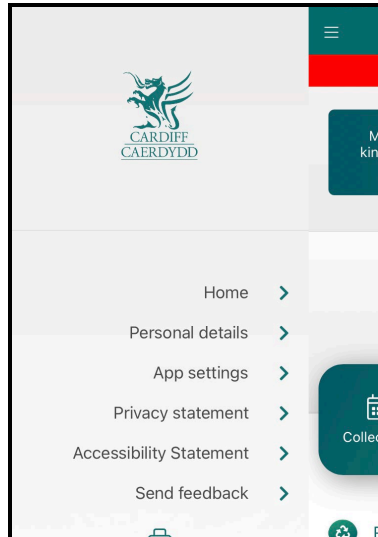 CARDIFF
CAERDYDD
Home
Personal details
App settings
Privacy statement
Accessibility Statement
Send feedback